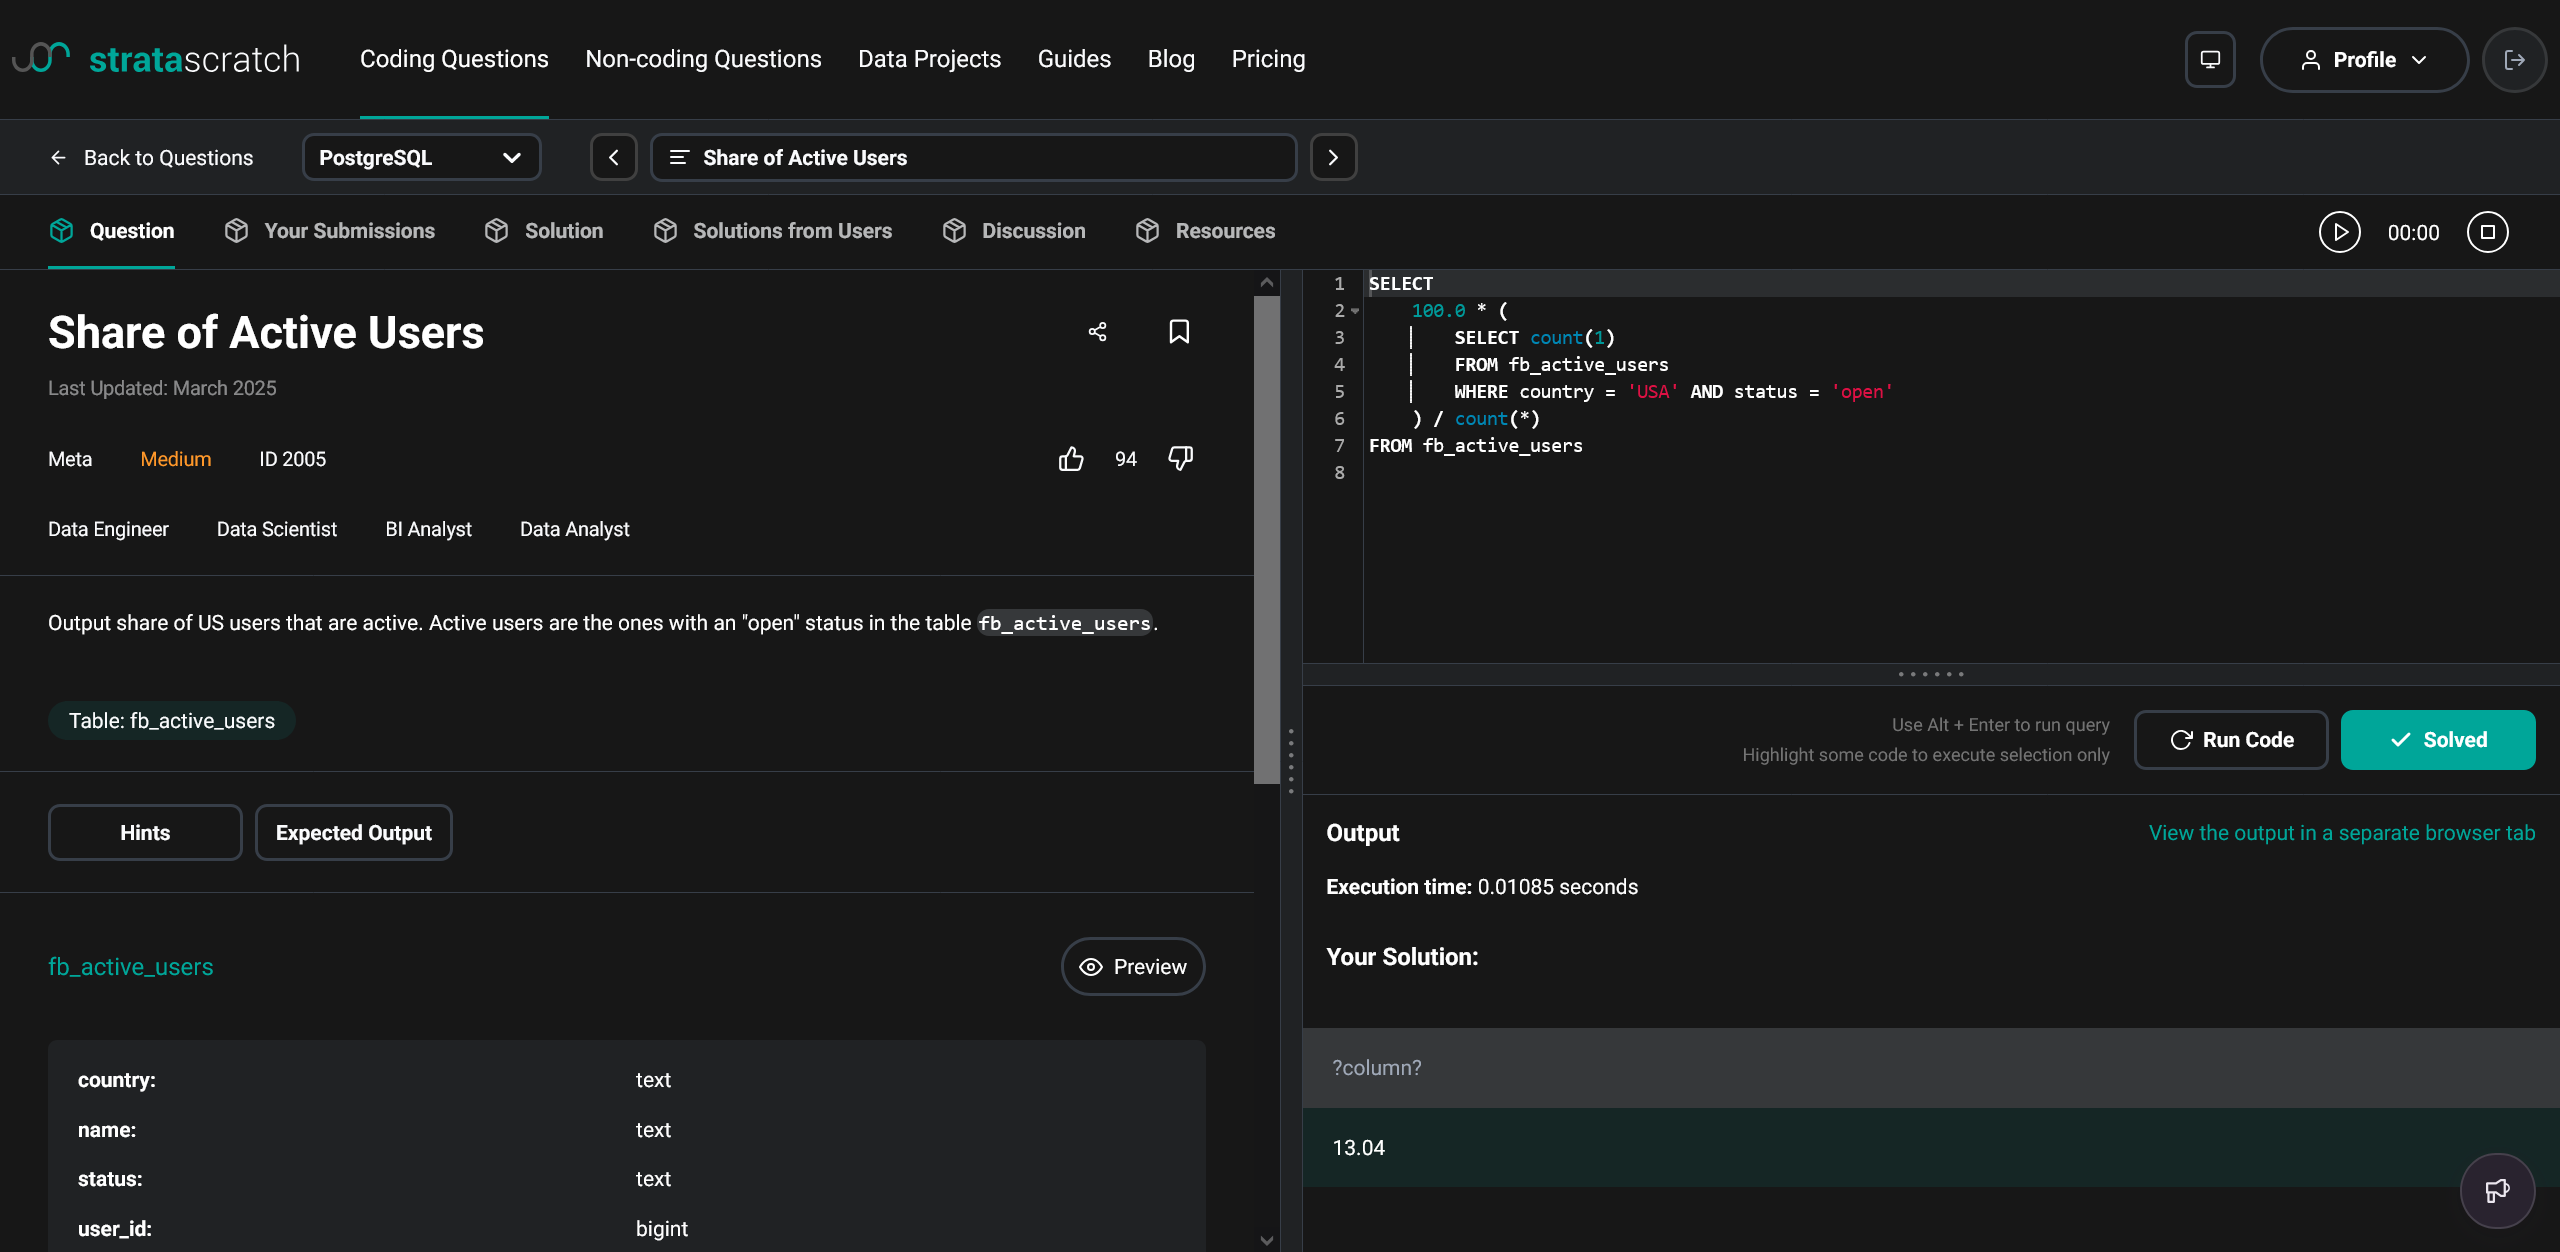 stratascratch
Coding Questions Non-coding Questions Data Projects Guides Blog Pricing
Profile
Back to Questions PostgreSQL Share of Active Users
Question Your Submissions Solution Solutions from Users Discussion Resources
00:00
Share of Active Users
Last Updated: March 2025
Meta Medium ID 2005
94
Data Engineer Data Scientist BI Analyst Data Analyst
Output share of US users that are active. Active users are the ones with an "open" status in the table fb_active_users.
Table: fb_active_users
Hints Expected Output
fb_active_users
Preview
country: text
name: text
status: text
user_id: bigint
1 SELECT
2 100.0 * (
3 SELECT count(1)
4 FROM fb_active_users
5 WHERE country = 'USA' AND status = 'open'
6 ) / count(*)
7 FROM fb_active_users
8
Use Alt + Enter to run query
Highlight some code to execute selection only
Run Code
Solved
Output
View the output in a separate browser tab
Execution time: 0.01085 seconds
Your Solution:
?column?
13.04